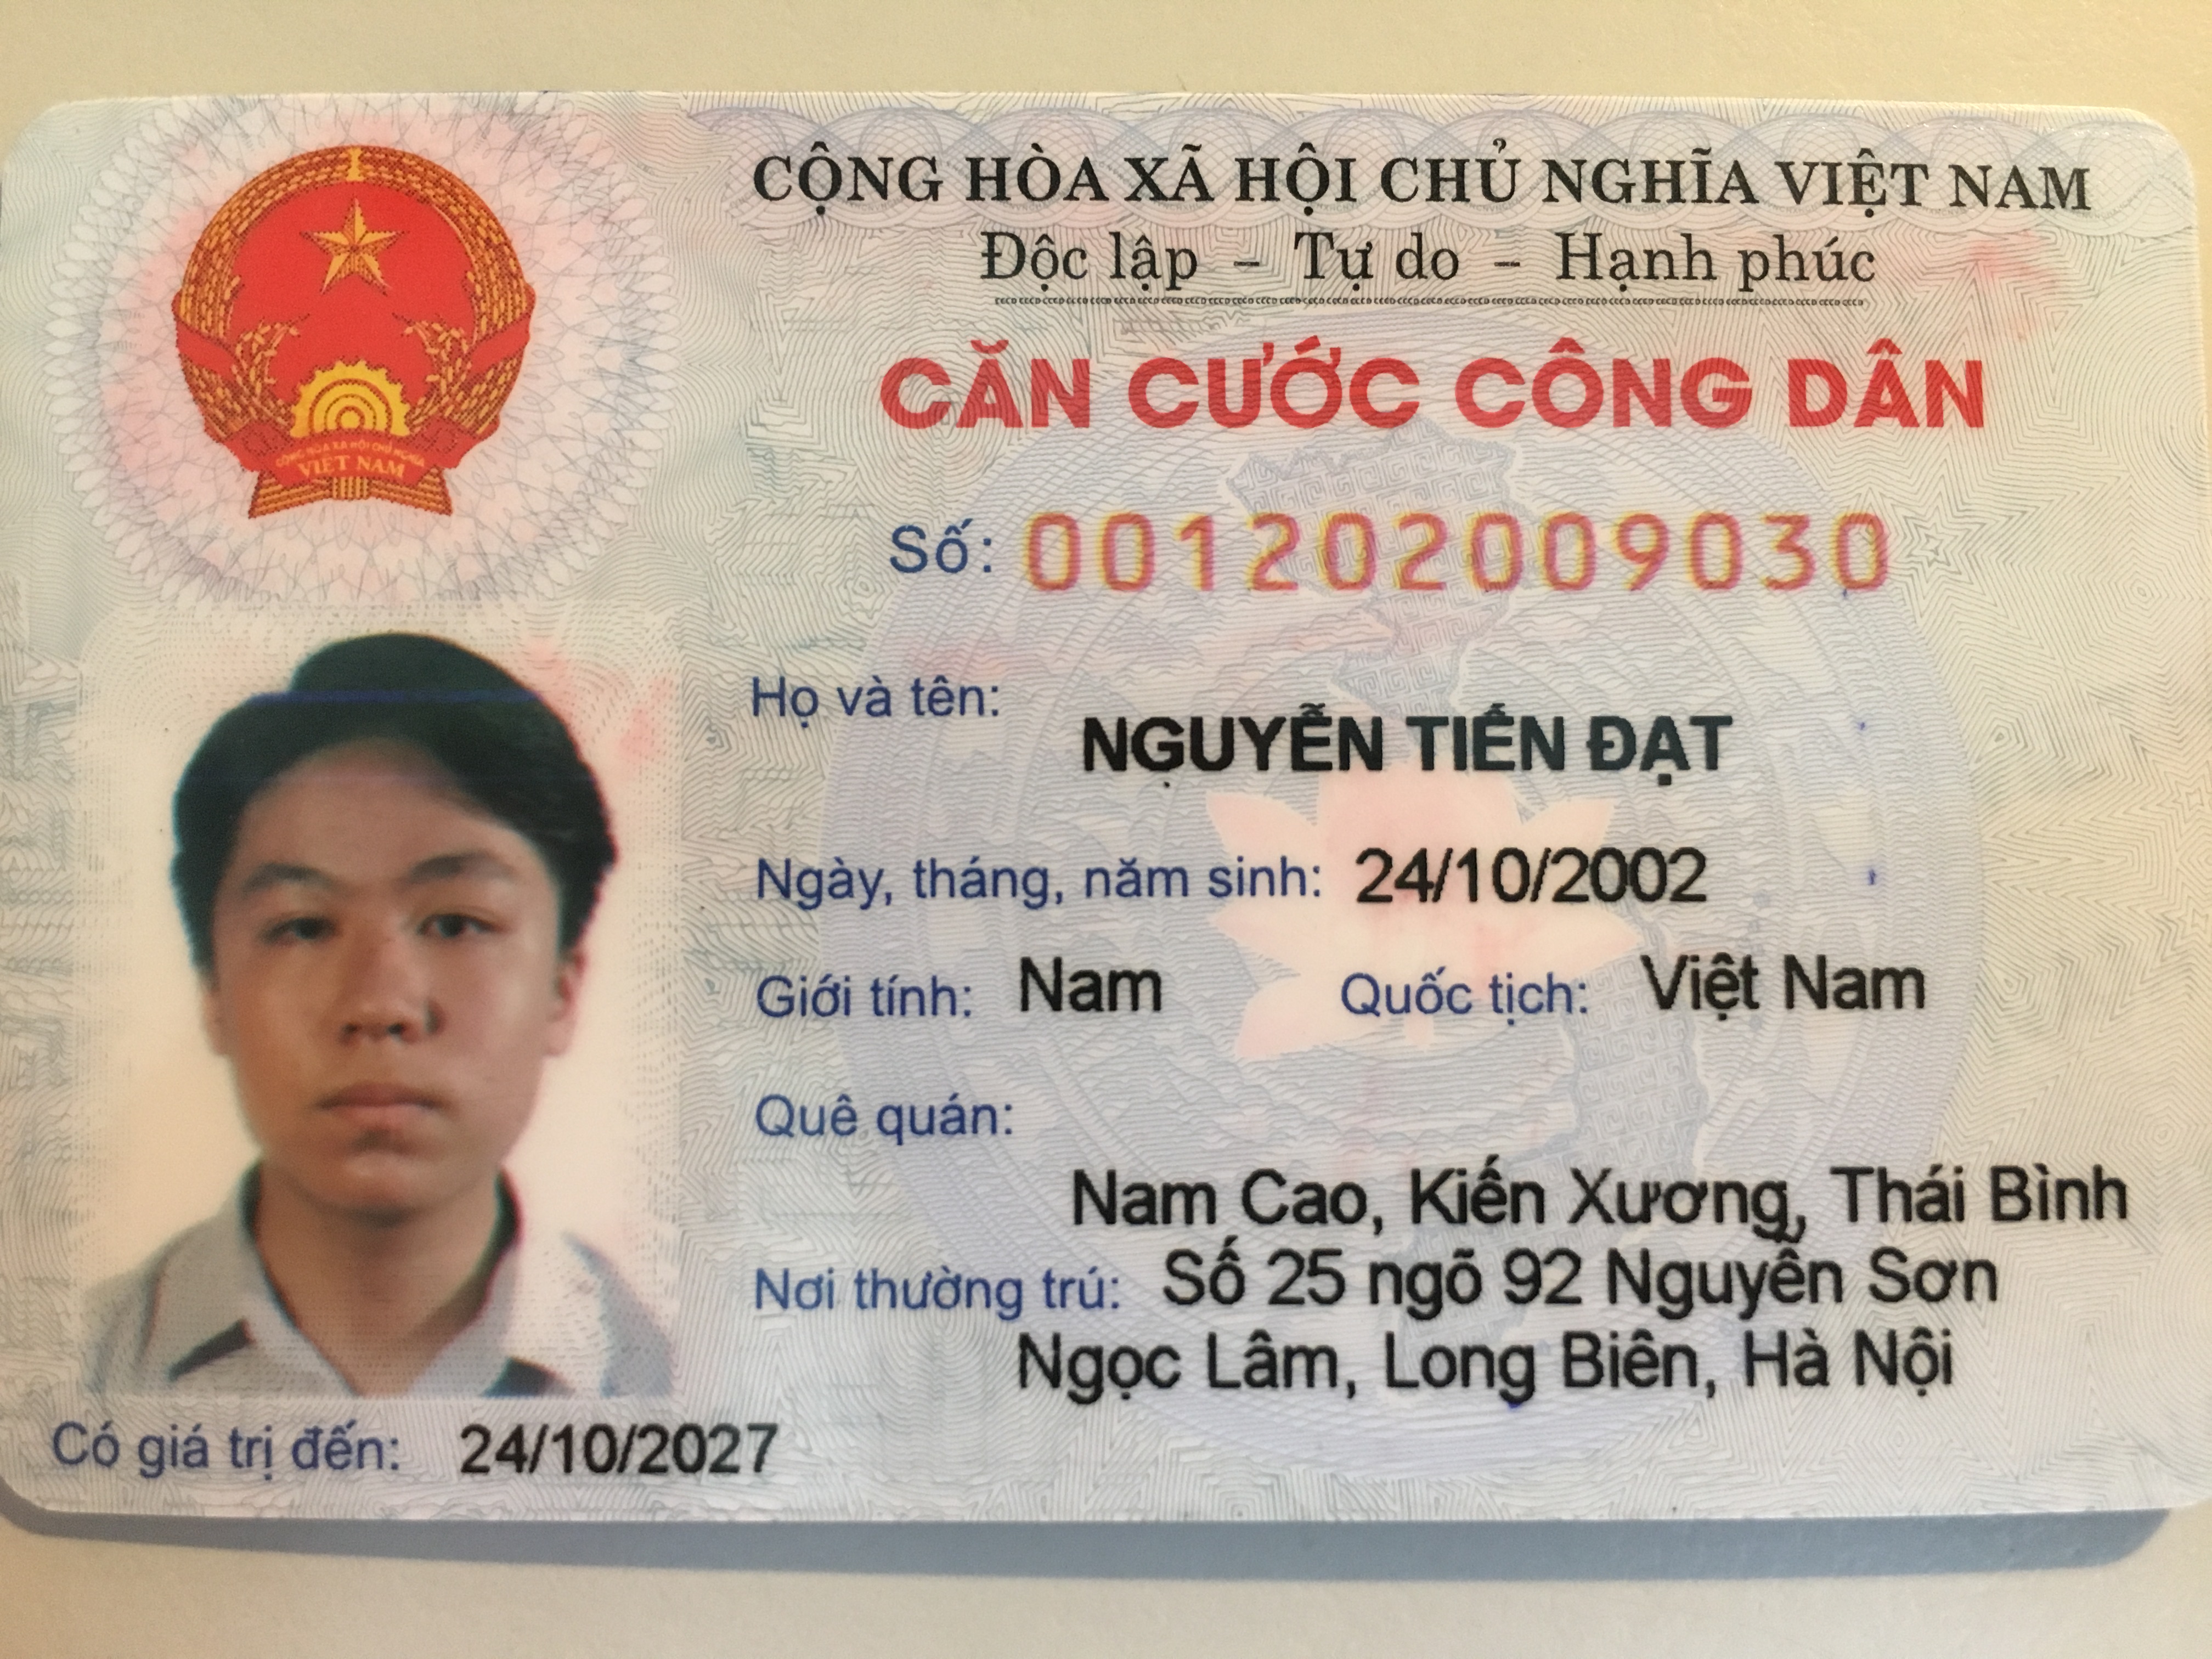 CỘNG HÒA XÃ HỘI CHỦ NGHĨA VIỆT NAM
Độc lập – Tự do – Hạnh phúc
CĂN CƯỚC CÔNG DÂN
Số: 001202009030
Họ và tên:
NGUYỄN TIẾN ĐẠT
Ngày, tháng, năm sinh: 24/10/2002
Giới tính: Nam Quốc tịch: Việt Nam
Quê quán:
Nam Cao, Kiến Xương, Thái Bình
Nơi thường trú: Số 25 ngõ 92 Nguyên Sơn
Ngọc Lâm, Long Biên, Hà Nội
Có giá trị đến: 24/10/2027
VIỆT NAM